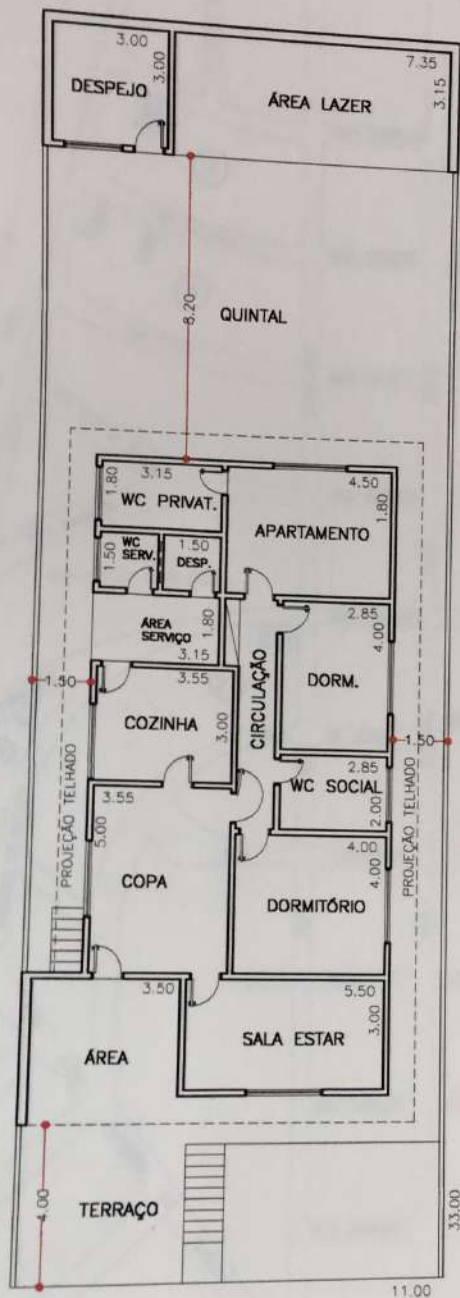 3.00
3.00
DESPEJO
7.35
3.15
ÁREA LAZER
8.20
QUINTAL
1.80
3.15
WC PRIVAT.
4.50
1.80
APARTAMENTO
1.50
WC
SERV.
1.50
DESP.
ÁREA
SERVIÇO
1.80
3.15
2.85
4.00
DORM.
CIRCULAÇÃO
1.50
3.55
COZINHA
3.00
1.50
2.85
WC SOCIAL
2.00
PROJEÇÃO TELHADO
PROJEÇÃO TELHADO
3.55
5.00
COPA
4.00
4.00
DORMITÓRIO
3.50
ÁREA
5.50
3.00
SALA ESTAR
4.00
TERRAÇO
33.00
11.00